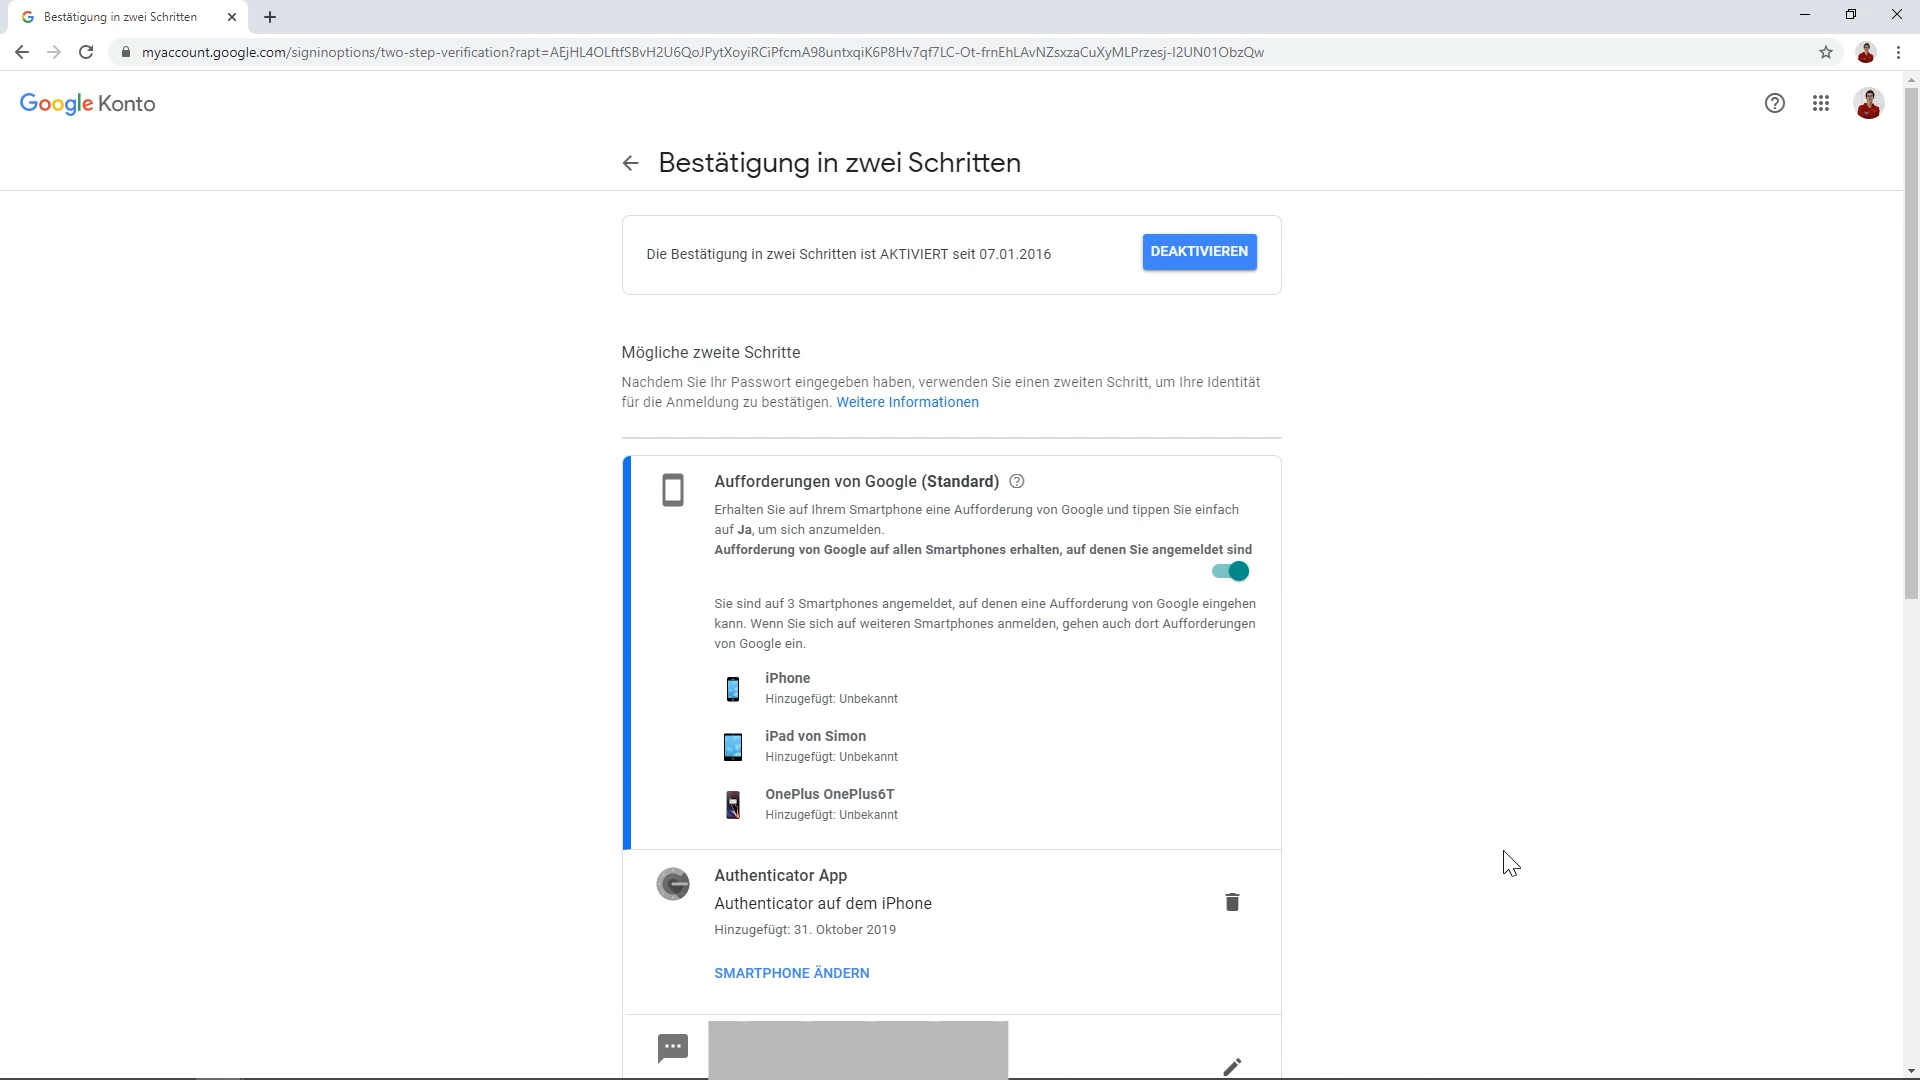 Bestätigung in zwei Schritten
myaccount.google.com/signinoptions/two-step-verification?rapt=AEjHL4OLftfSBvH2U6QoJPytXoyiRCiPfcmA98untxqiK6P8Hv7qf7LC-Ot-frnEhLAvNZsxzaCuXyMLPrzesj-I2UN01ObzQw
Google Konto
Bestätigung in zwei Schritten
Die Bestätigung in zwei Schritten ist AKTIVIERT seit 07.01.2016
DEAKTIVIEREN
Mögliche zweite Schritte
Nachdem Sie Ihr Passwort eingegeben haben, verwenden Sie einen zweiten Schritt, um Ihre Identität
für die Anmeldung zu bestätigen. Weitere Informationen
Aufforderungen von Google (Standard)
Erhalten Sie auf Ihrem Smartphone eine Aufforderung von Google und tippen Sie einfach
auf Ja, um sich anzumelden.
Aufforderung von Google auf allen Smartphones erhalten, auf denen Sie angemeldet sind
Sie sind auf 3 Smartphones angemeldet, auf denen eine Aufforderung von Google eingehen
kann. Wenn Sie sich auf weiteren Smartphones anmelden, gehen auch dort Aufforderungen
von Google ein.
iPhone
Hinzugefügt: Unbekannt
iPad von Simon
Hinzugefügt: Unbekannt
OnePlus OnePlus6T
Hinzugefügt: Unbekannt
Authenticator App
Authenticator auf dem iPhone
Hinzugefügt: 31. Oktober 2019
SMARTPHONE ÄNDERN